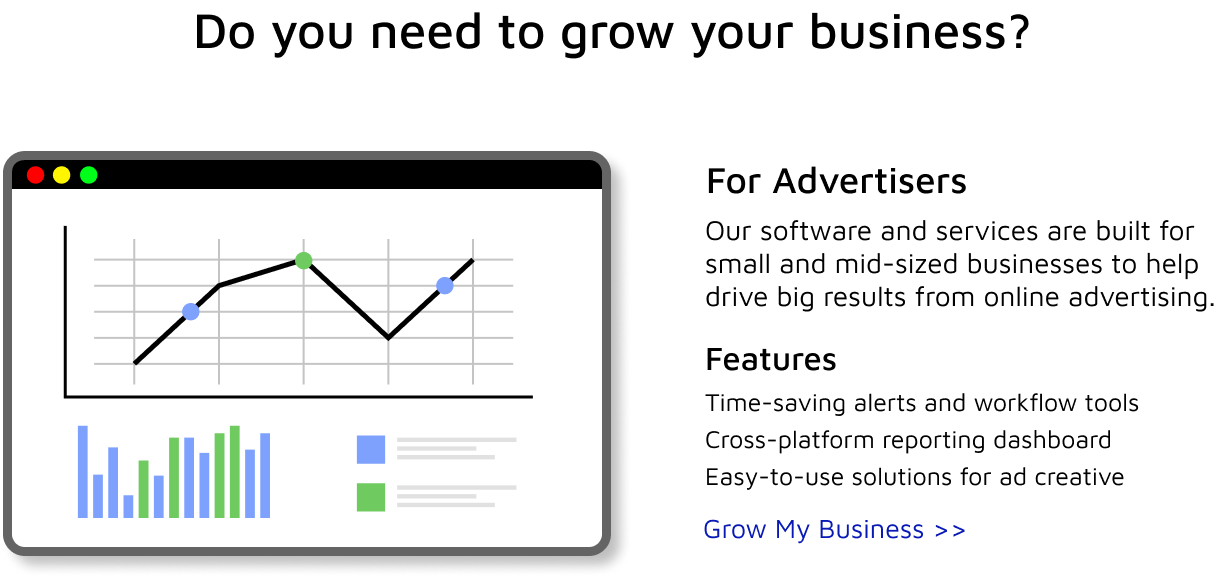 Do you need to grow your business?
For Advertisers
Our software and services are built for
small and mid-sized businesses to help
drive big results from online advertising.
Features
Time-saving alerts and workflow tools
Cross-platform reporting dashboard
Easy-to-use solutions for ad creative
Grow My Business >>